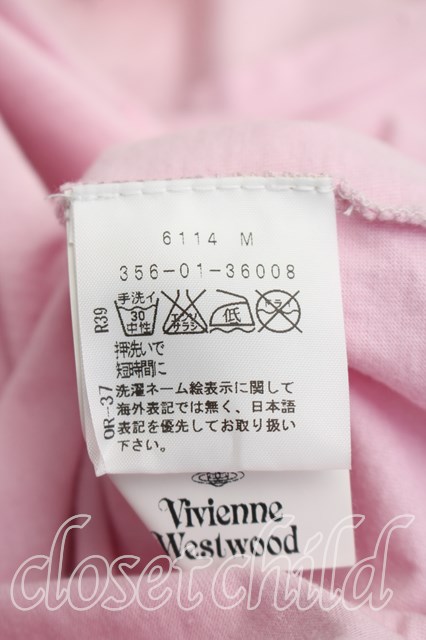 6114 M
356-01-36008
手洗イ
30
中性
エンソ
サラシ
低
押洗いで
短時間に
洗濯ネーム絵表示に関して
海外表記では無く、日本語
表記を優先してお取り扱い
下さい。
R39
OR-37
Vivienne
Westwood
closet child